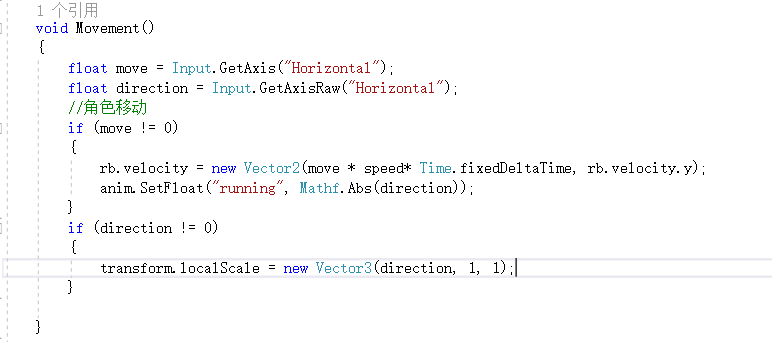 1 个引用
void Movement()
{
float move = Input.GetAxis("Horizontal");
float direction = Input.GetAxisRaw("Horizontal");
//角色移动
if (move != 0)
{
rb.velocity = new Vector2(move * speed* Time.fixedDeltaTime, rb.velocity.y);
anim.SetFloat("running", Mathf.Abs(direction));
}
if (direction != 0)
{
transform.localScale = new Vector3(direction, 1, 1);
}
}